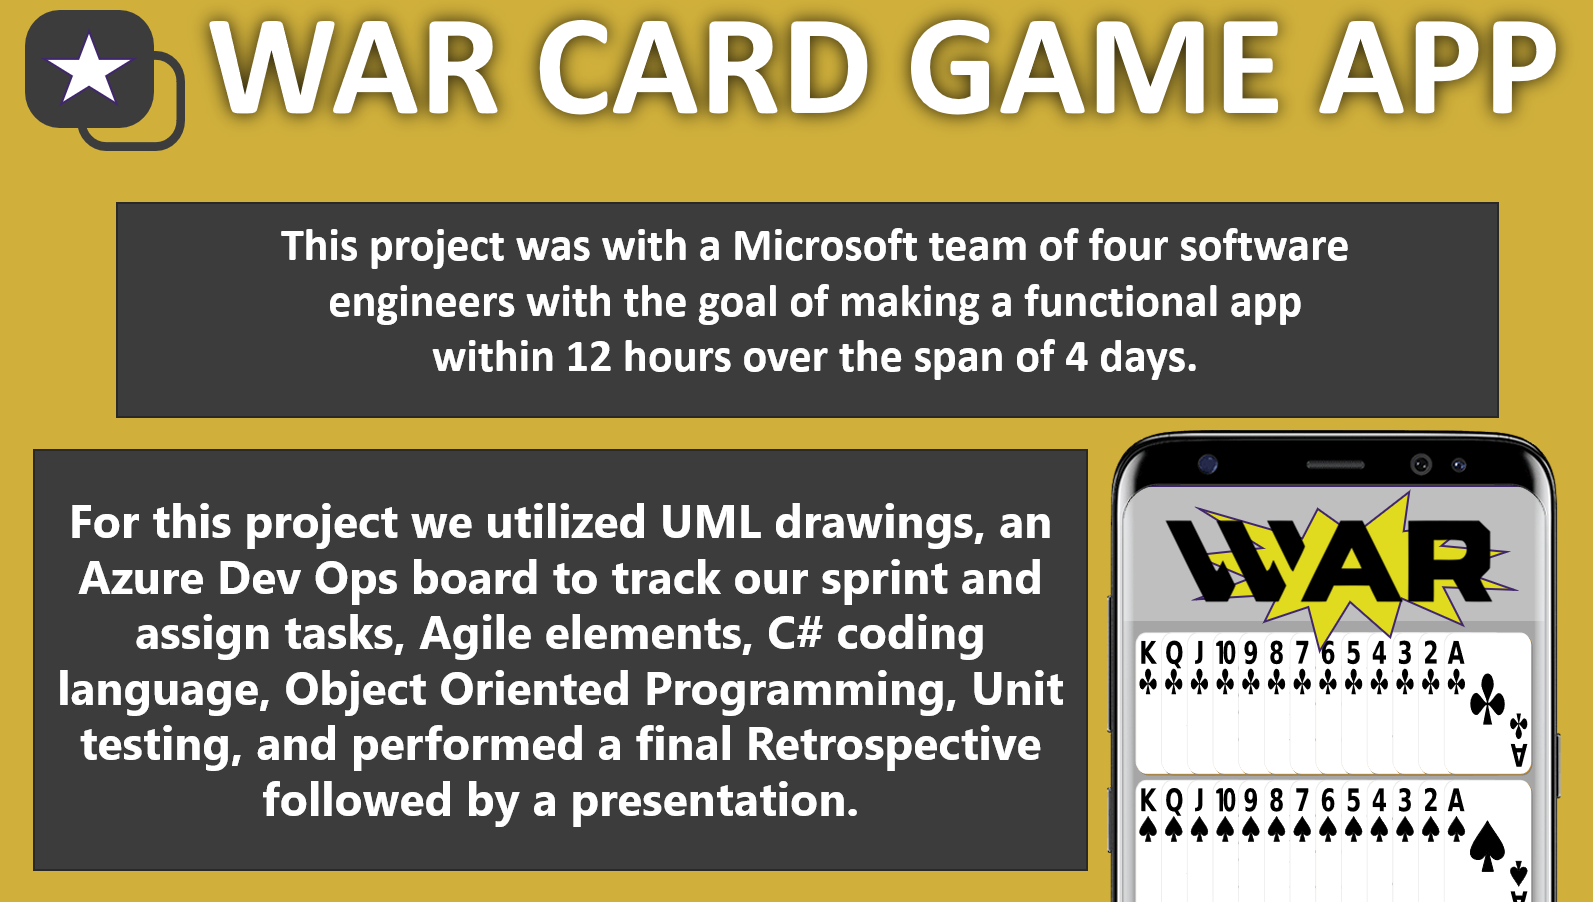 WAR CARD GAME APP
This project was with a Microsoft team of four software
engineers with the goal of making a functional app
within 12 hours over the span of 4 days.
For this project we utilized UML drawings, an
Azure Dev Ops board to track our sprint and
assign tasks, Agile elements, C# coding
language, Object Oriented Programming, Unit
testing, and performed a final Retrospective
followed by a presentation.
WAR
K Q J 10 9 8 7 6 5 4 3 2 A
A
K Q J 10 9 8 7 6 5 4 3 2 A
A